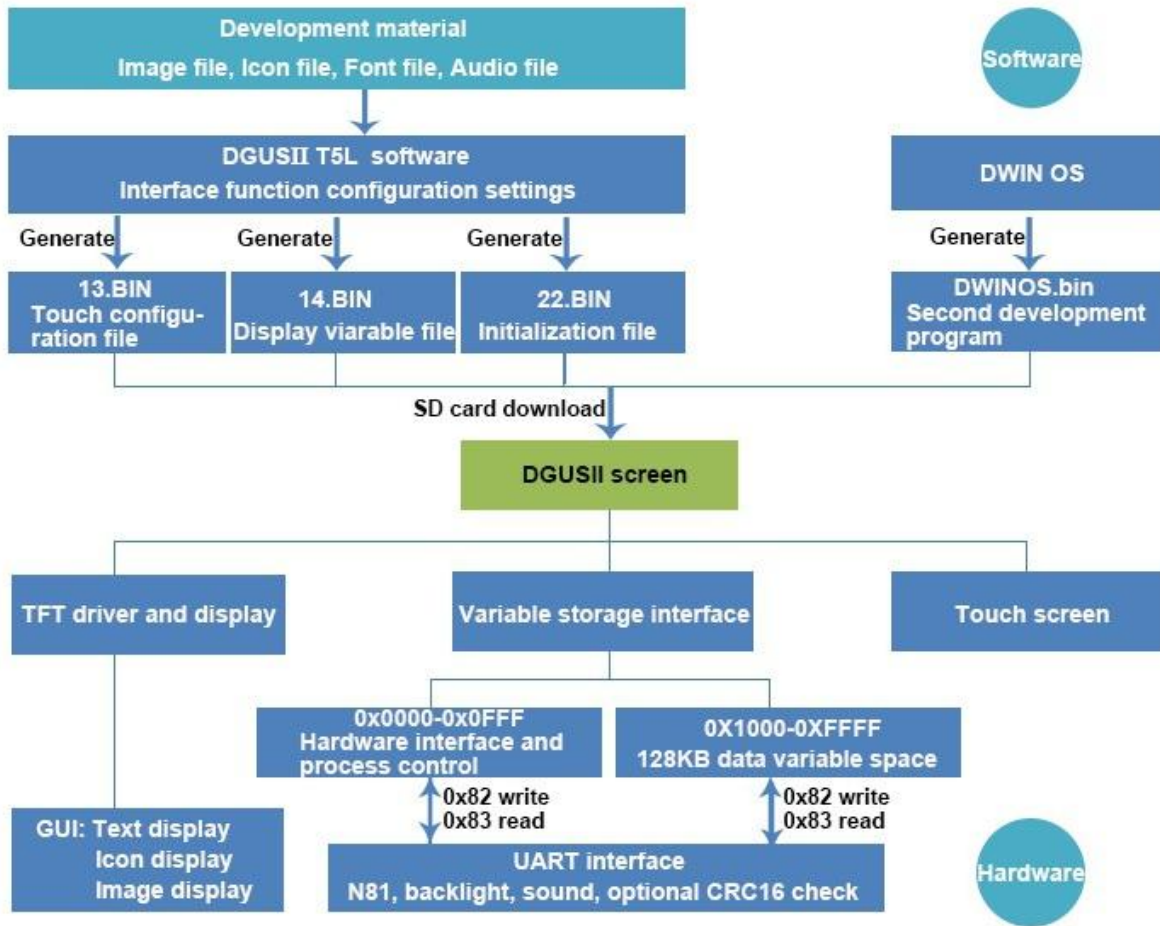 Development material
Image file, Icon file, Font file, Audio file
Software
DGUSII T5L software
Interface function configuration settings
DWIN OS
Generate
Generate
Generate
Generate
13.BIN
Touch configu-
ration file
14.BIN
Display viarable file
22.BIN
Initialization file
DWINOS.bin
Second development
program
SD card download
DGUSII screen
TFT driver and display
Variable storage interface
Touch screen
0x0000-0x0FFF
Hardware interface and
process control
0X1000-0XFFFF
128KB data variable space
0x82 write
0x83 read
0x82 write
0x83 read
GUI: Text display
Icon display
Image display
UART interface
N81, backlight, sound, optional CRC16 check
Hardware